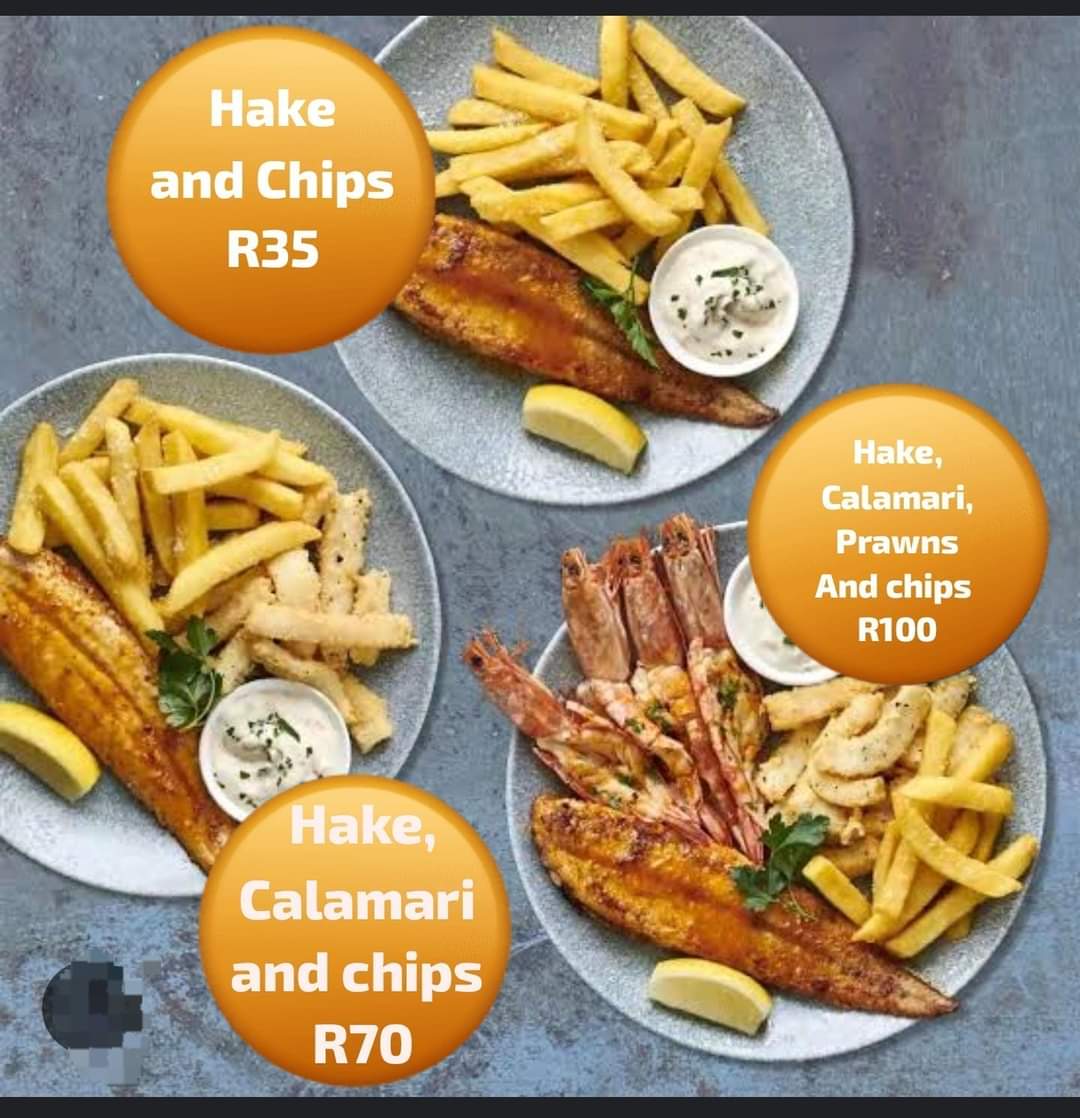 Hake
and Chips
R35
Hake,
Calamari,
Prawns
And chips
R100
Hake,
Calamari
and chips
R70